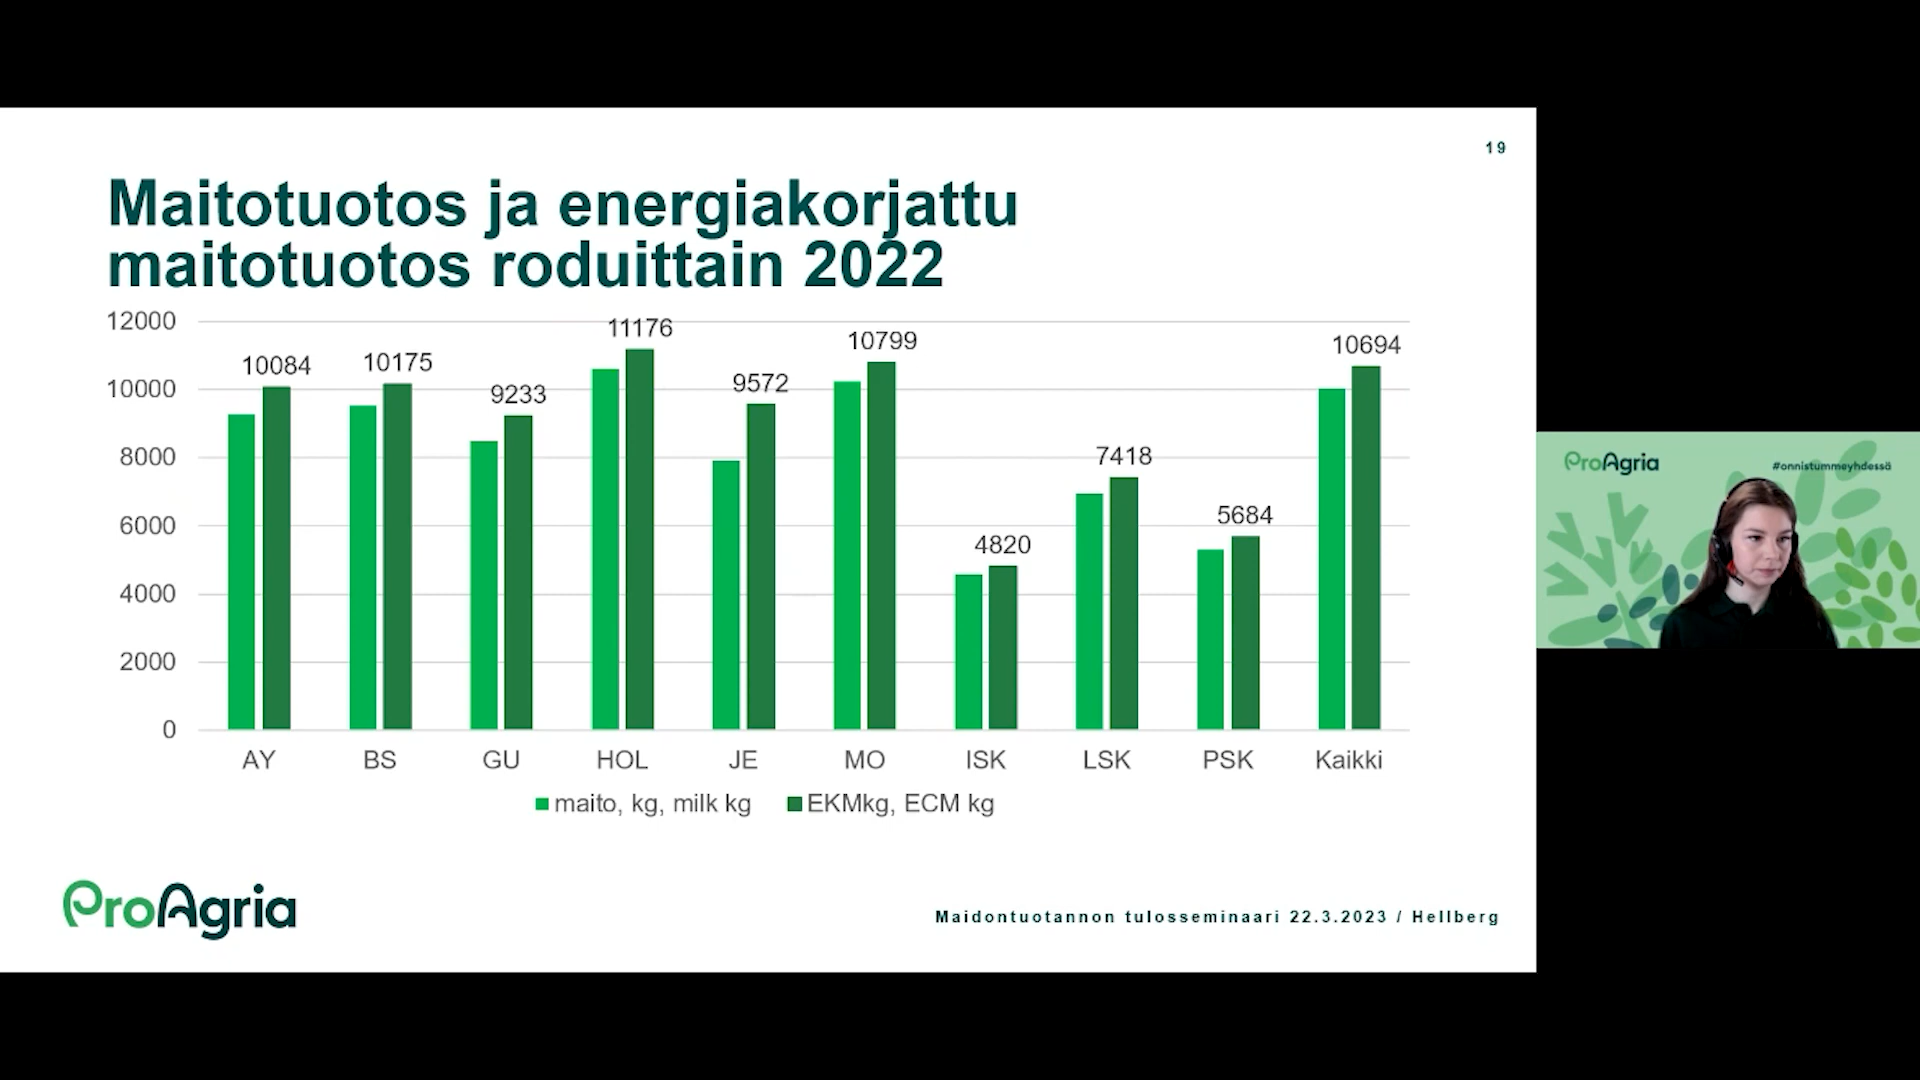 19
Maitotuotos ja energiakorjattu
maitotuotos roduittain 2022
12000
10000
8000
6000
4000
2000
0
10084
10175
9233
11176
9572
10799
4820
7418
5684
10694
AY BS GU HOL JE MO ISK LSK PSK Kaikki
maito, kg, milk kg EKMkg, ECM kg
ProAgria
Maidontuotannon tulosseminaari 22.3.2023 / Hellberg
ProAgria
#onnistummeyhdessä